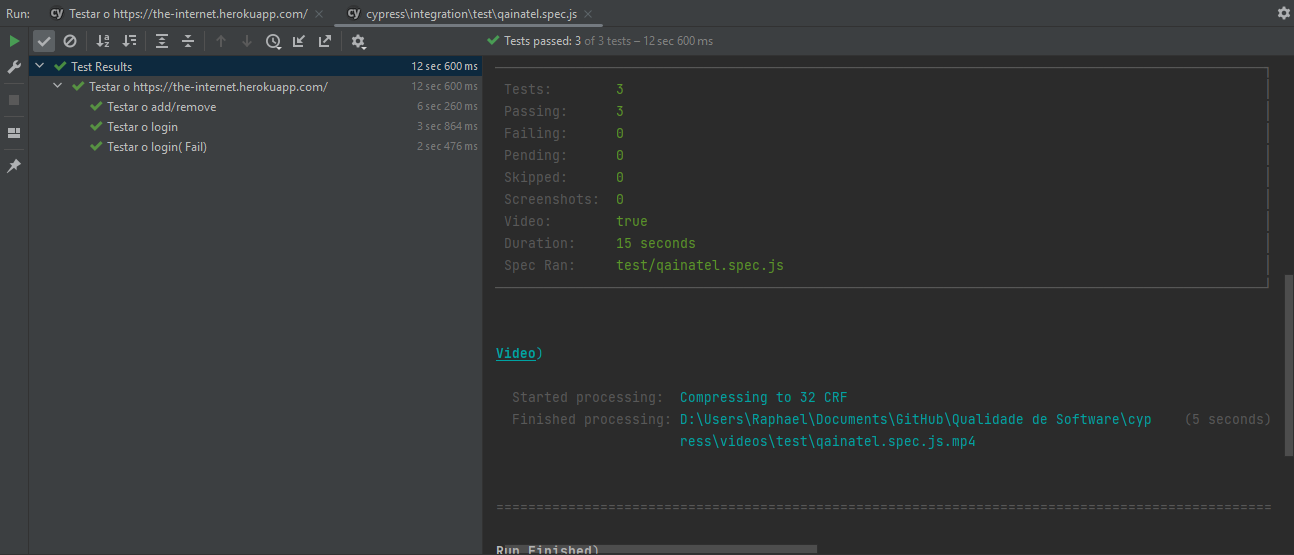 Run: cy Testar o https://the-internet.herokuapp.com/ × cy cypress\integration\test\qainatel.spec.js ×
Tests passed: 3 of 3 tests – 12 sec 600 ms
Test Results 12 sec 600 ms
Testar o https://the-internet.herokuapp.com/ 12 sec 600 ms
Testar o add/remove 6 sec 260 ms
Testar o login 3 sec 864 ms
Testar o login( Fail) 2 sec 476 ms
Tests: 3
Passing: 3
Failing: 0
Pending: 0
Skipped: 0
Screenshots: 0
Video: true
Duration: 15 seconds
Spec Ran: test/qainatel.spec.js
Video)
Started processing: Compressing to 32 CRF
Finished processing: D:\Users\Raphael\Documents\GitHub\Qualidade de Software\cyp (5 seconds)
ress\videos\test\qainatel.spec.js.mp4
================================================================================================
Run Finished)